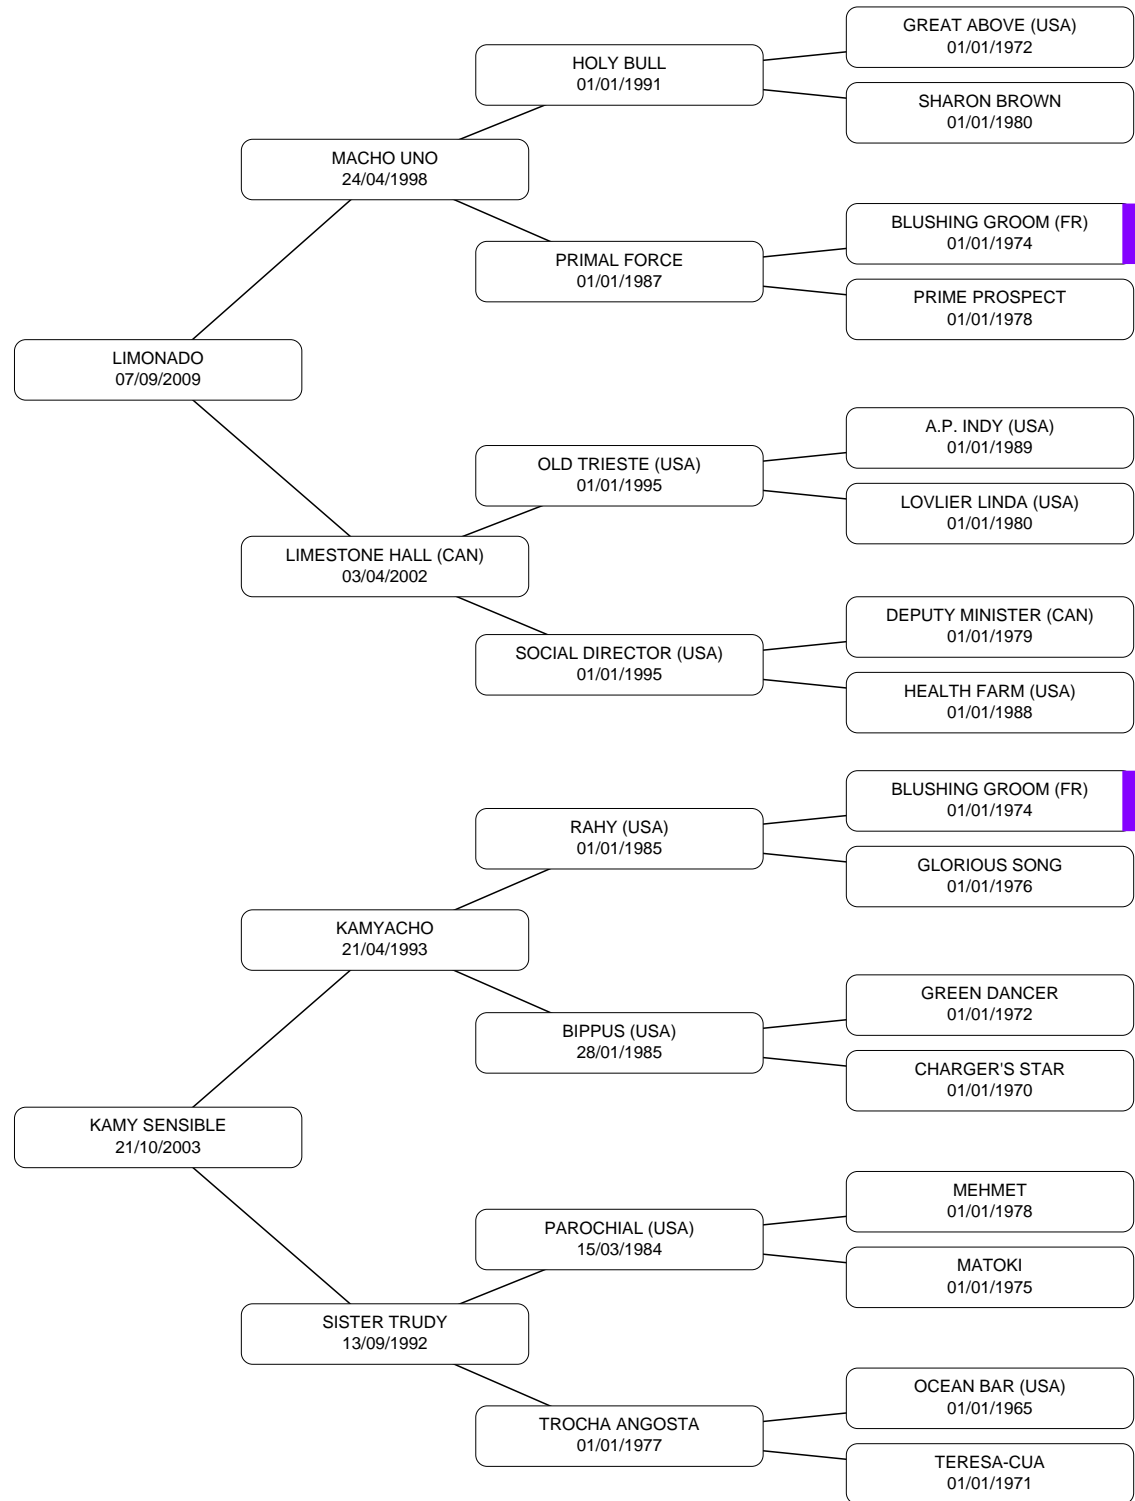 GREAT ABOVE (USA)
01/01/1972
HOLY BULL
01/01/1991
SHARON BROWN
01/01/1980
MACHO UNO
24/04/1998
BLUSHING GROOM (FR)
01/01/1974
PRIMAL FORCE
01/01/1987
PRIME PROSPECT
01/01/1978
LIMONADO
07/09/2009
A.P. INDY (USA)
01/01/1989
OLD TRIESTE (USA)
01/01/1995
LOVLIER LINDA (USA)
01/01/1980
LIMESTONE HALL (CAN)
03/04/2002
DEPUTY MINISTER (CAN)
01/01/1979
SOCIAL DIRECTOR (USA)
01/01/1995
HEALTH FARM (USA)
01/01/1988
BLUSHING GROOM (FR)
01/01/1974
RAHY (USA)
01/01/1985
GLORIOUS SONG
01/01/1976
KAMYACHO
21/04/1993
GREEN DANCER
01/01/1972
BIPPUS (USA)
28/01/1985
CHARGER'S STAR
01/01/1970
KAMY SENSIBLE
21/10/2003
MEHMET
01/01/1978
PAROCHIAL (USA)
15/03/1984
MATOKI
01/01/1975
SISTER TRUDY
13/09/1992
OCEAN BAR (USA)
01/01/1965
TROCHA ANGOSTA
01/01/1977
TERESA-CUA
01/01/1971